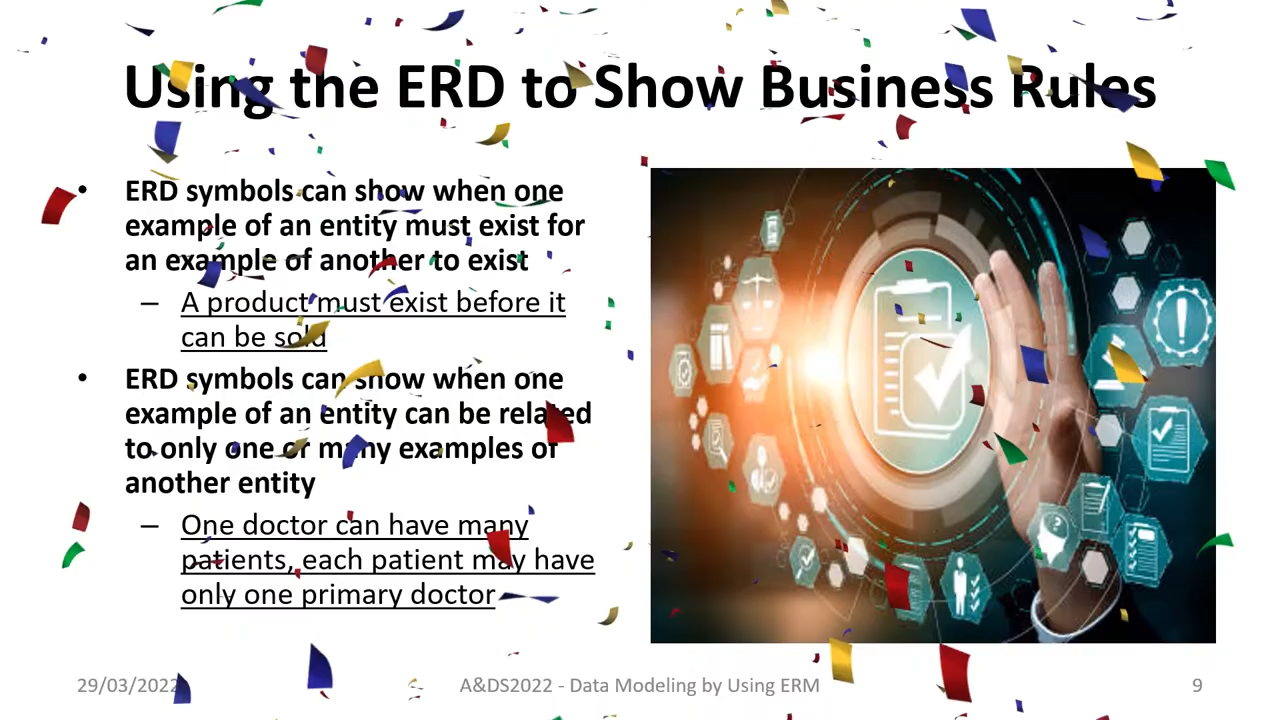 Using the ERD to Show Business Rules
• ERD symbols can show when one
example of an entity must exist for
an example of another to exist
– A product must exist before it
can be sold
• ERD symbols can show when one
example of an entity can be related
to only one or many examples of
another entity
– One doctor can have many
patients, each patient may have
only one primary doctor
29/03/2022
A&DS2022 - Data Modeling by Using ERM
9